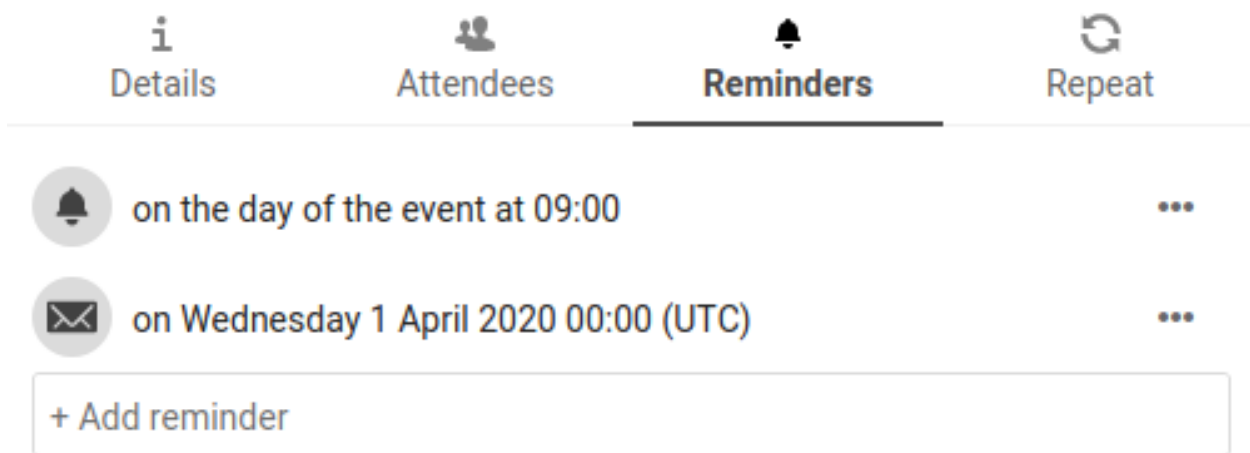 Details Attendees Reminders Repeat
on the day of the event at 09:00
on Wednesday 1 April 2020 00:00 (UTC)
+ Add reminder